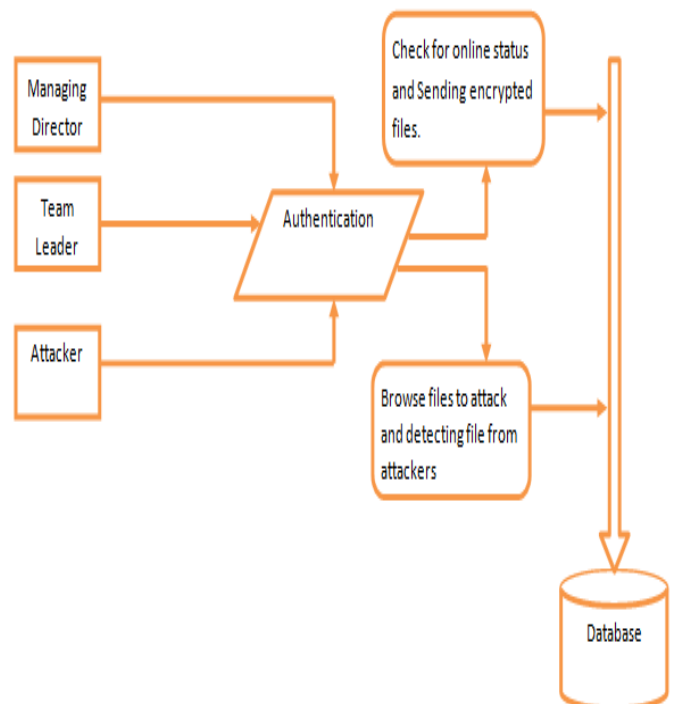 Managing
Director
Team
Leader
Attacker
Authentication
Check for online status
and Sending encrypted
files.
Browse files to attack
and detecting file from
attackers
Database